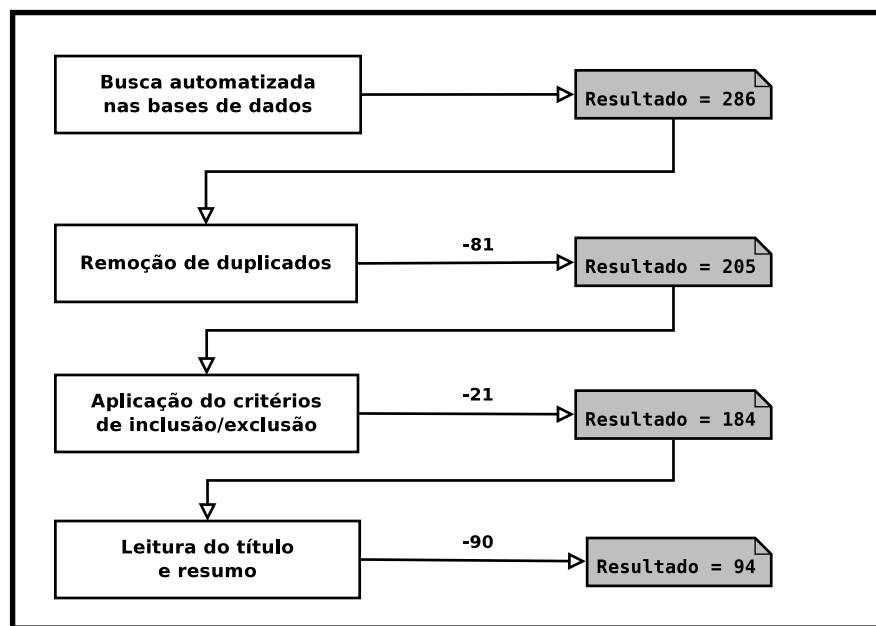 Busca automatizada
nas bases de dados
Resultado = 286
Remoção de duplicados
-81
Resultado = 205
Aplicação do critérios
de inclusão/exclusão
-21
Resultado = 184
Leitura do título
e resumo
-90
Resultado = 94